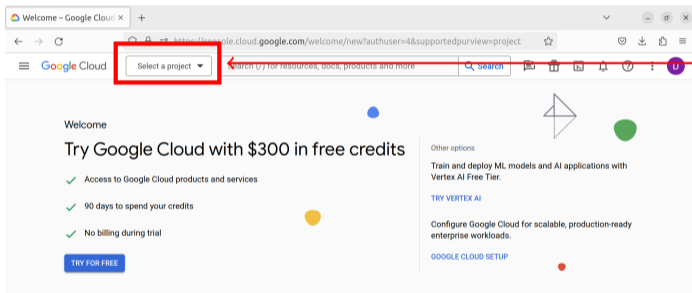 Welcome – Google Cloud
https://console.cloud.google.com/welcome/new?authuser=4&supportedpurview=project
Google Cloud
Select a project
Search (/) for resources, docs, products and more
Search
U
Welcome
Try Google Cloud with $300 in free credits
Access to Google Cloud products and services
90 days to spend your credits
No billing during trial
TRY FOR FREE
Other options
Train and deploy ML models and AI applications with
Vertex AI Free Tier.
TRY VERTEX AI
Configure Google Cloud for scalable, production-ready
enterprise workloads.
GOOGLE CLOUD SETUP